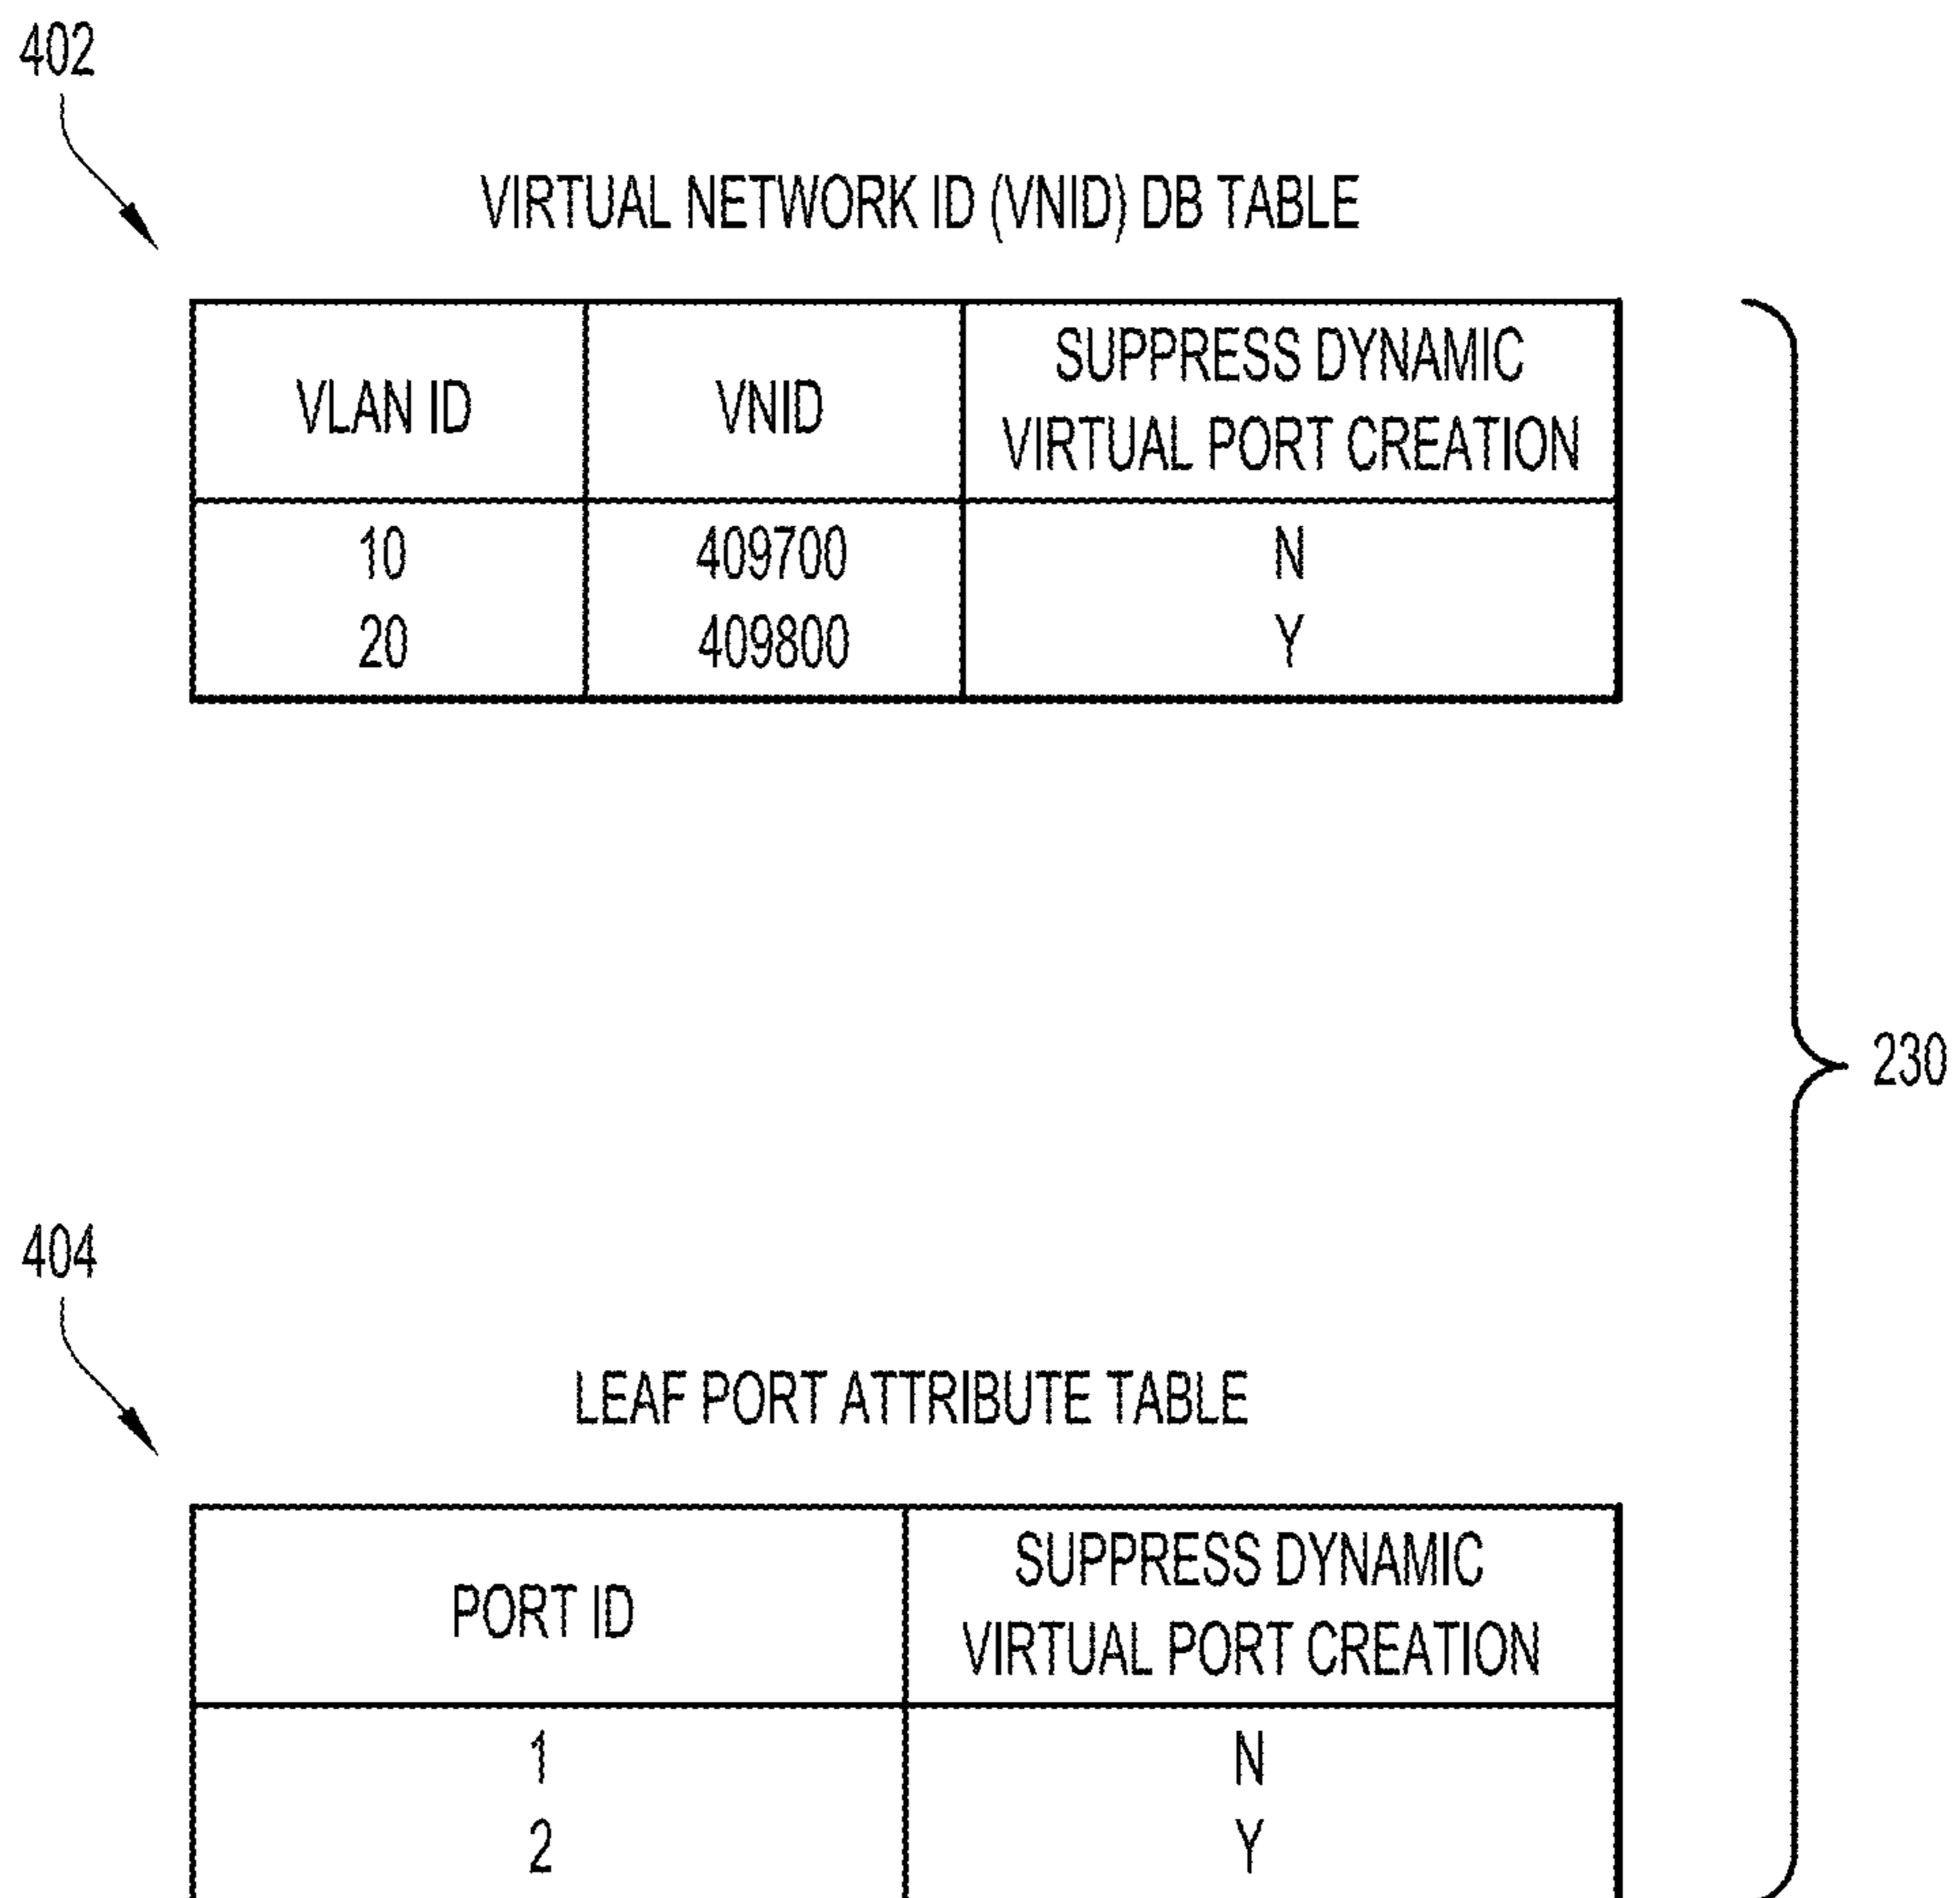 402
VIRTUAL NETWORK ID (VNID) DB TABLE
VLAN ID
VNID
SUPPRESS DYNAMIC
VIRTUAL PORT CREATION
10 409700 N
20 409800 Y
230
404
LEAF PORT ATTRIBUTE TABLE
PORT ID
SUPPRESS DYNAMIC
VIRTUAL PORT CREATION
1 N
2 Y